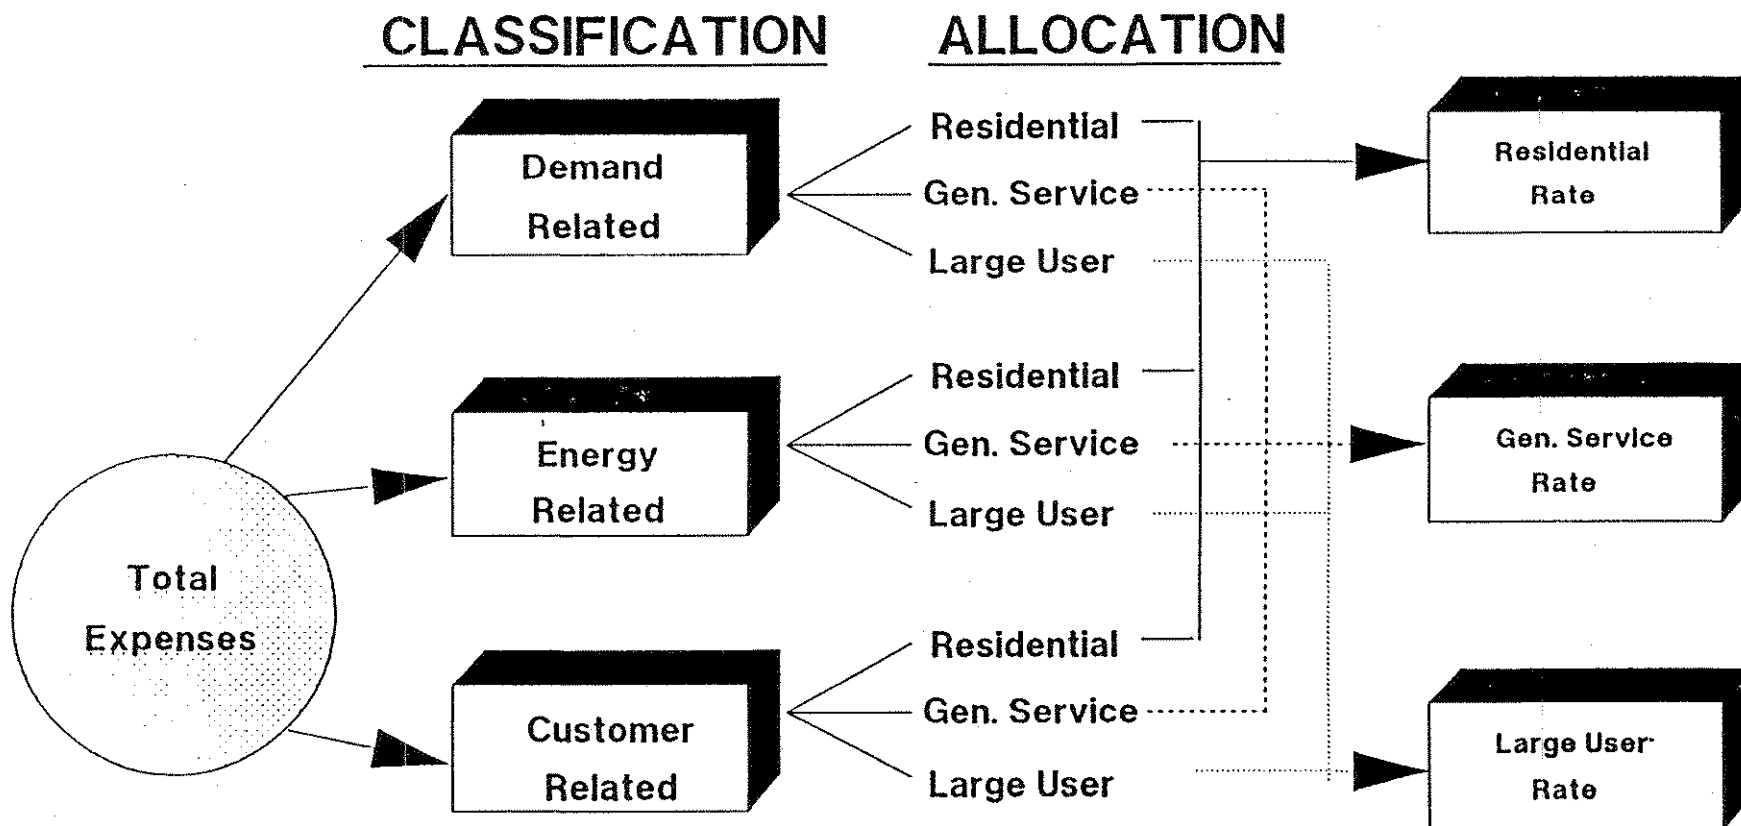 CLASSIFICATION
ALLOCATION
Demand
Related
Residential
Gen. Service
Large User
Energy
Related
Residential
Gen. Service
Large User
Customer
Related
Residential
Gen. Service
Large User
Total
Expenses
Residential
Rate
Gen. Service
Rate
Large User
Rate